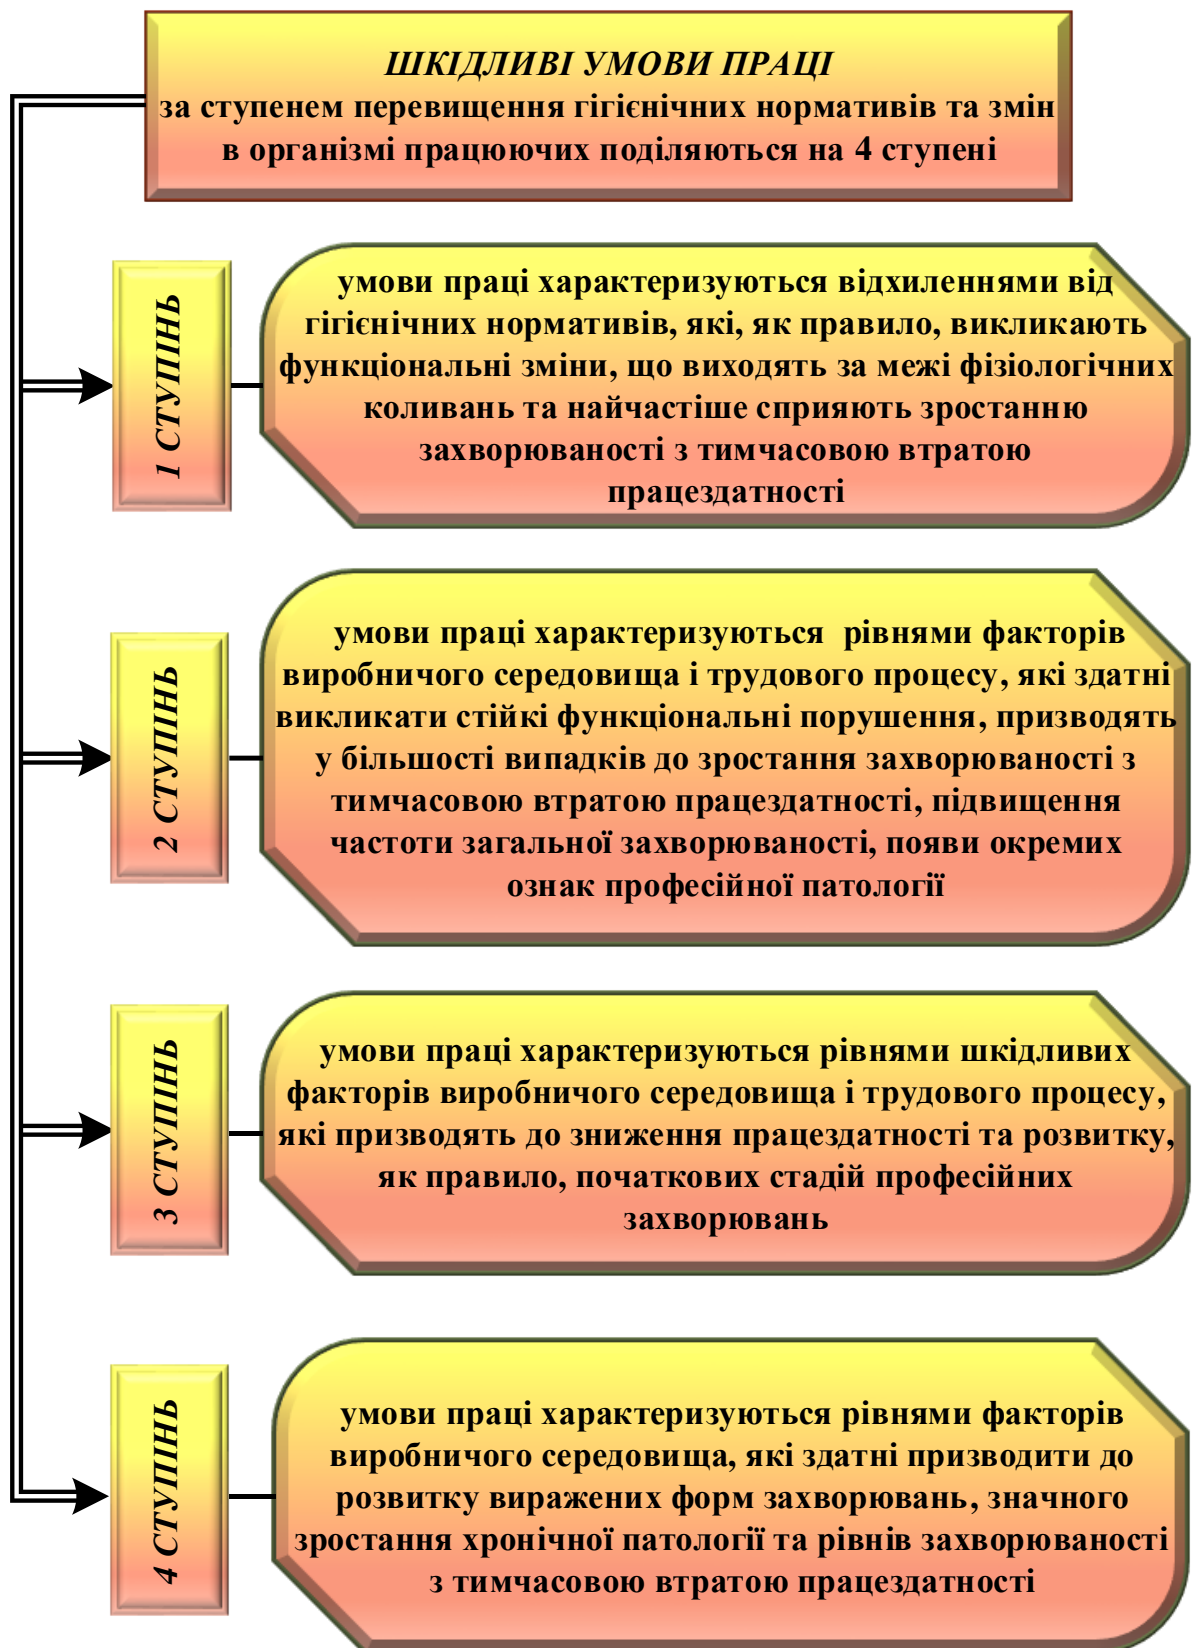 ШКІДЛИВІ УМОВИ ПРАЦІ
за ступенем перевищення гігієнічних нормативів та змін
в організмі працюючих поділяються на 4 ступені
1 СТУПІНЬ
умови праці характеризуються відхиленнями від
гігієнічних нормативів, які, як правило, викликають
функціональні зміни, що виходять за межі фізіологічних
коливань та найчастіше сприяють зростанню
захворюваності з тимчасовою втратою
працездатності
2 СТУПІНЬ
умови праці характеризуються рівнями факторів
виробничого середовища і трудового процесу, які здатні
викликати стійкі функціональні порушення, призводять
у більшості випадків до зростання захворюваності з
тимчасовою втратою працездатності, підвищення
частоти загальної захворюваності, появи окремих
ознак професійної патології
3 СТУПІНЬ
умови праці характеризуються рівнями шкідливих
факторів виробничого середовища і трудового процесу,
які призводять до зниження працездатності та розвитку,
як правило, початкових стадій професійних
захворювань
4 СТУПІНЬ
умови праці характеризуються рівнями факторів
виробничого середовища, які здатні призводити до
розвитку виражених форм захворювань, значного
зростання хронічної патології та рівнів захворюваності
з тимчасовою втратою працездатності